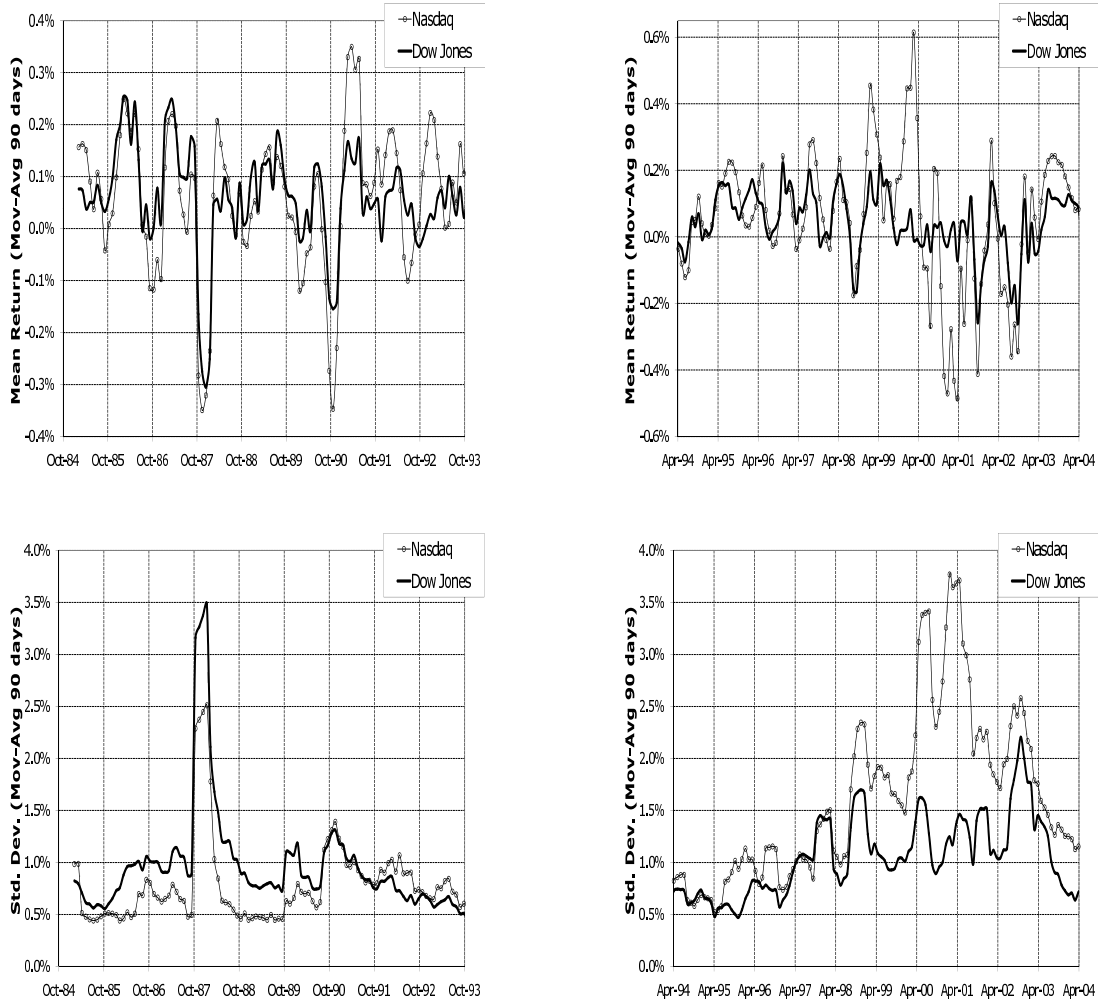 Nasdaq
Dow Jones
Mean Return (Mov-Avg 90 days)
0.4%
0.3%
0.2%
0.1%
0.0%
-0.1%
-0.2%
-0.3%
-0.4%
Oct-84 Oct-85 Oct-86 Oct-87 Oct-88 Oct-89 Oct-90 Oct-91 Oct-92 Oct-93
Nasdaq
Dow Jones
Mean Return (Mov-Avg 90 days)
0.6%
0.4%
0.2%
0.0%
-0.2%
-0.4%
-0.6%
Apr-94 Apr-95 Apr-96 Apr-97 Apr-98 Apr-99 Apr-00 Apr-01 Apr-02 Apr-03 Apr-04
Nasdaq
Dow Jones
Std. Dev. (Mov-Avg 90 days)
4.0%
3.5%
3.0%
2.5%
2.0%
1.5%
1.0%
0.5%
0.0%
Oct-84 Oct-85 Oct-86 Oct-87 Oct-88 Oct-89 Oct-90 Oct-91 Oct-92 Oct-93
Nasdaq
Dow Jones
Std. Dev. (Mov-Avg 90 days)
4.0%
3.5%
3.0%
2.5%
2.0%
1.5%
1.0%
0.5%
0.0%
Apr-94 Apr-95 Apr-96 Apr-97 Apr-98 Apr-99 Apr-00 Apr-01 Apr-02 Apr-03 Apr-04